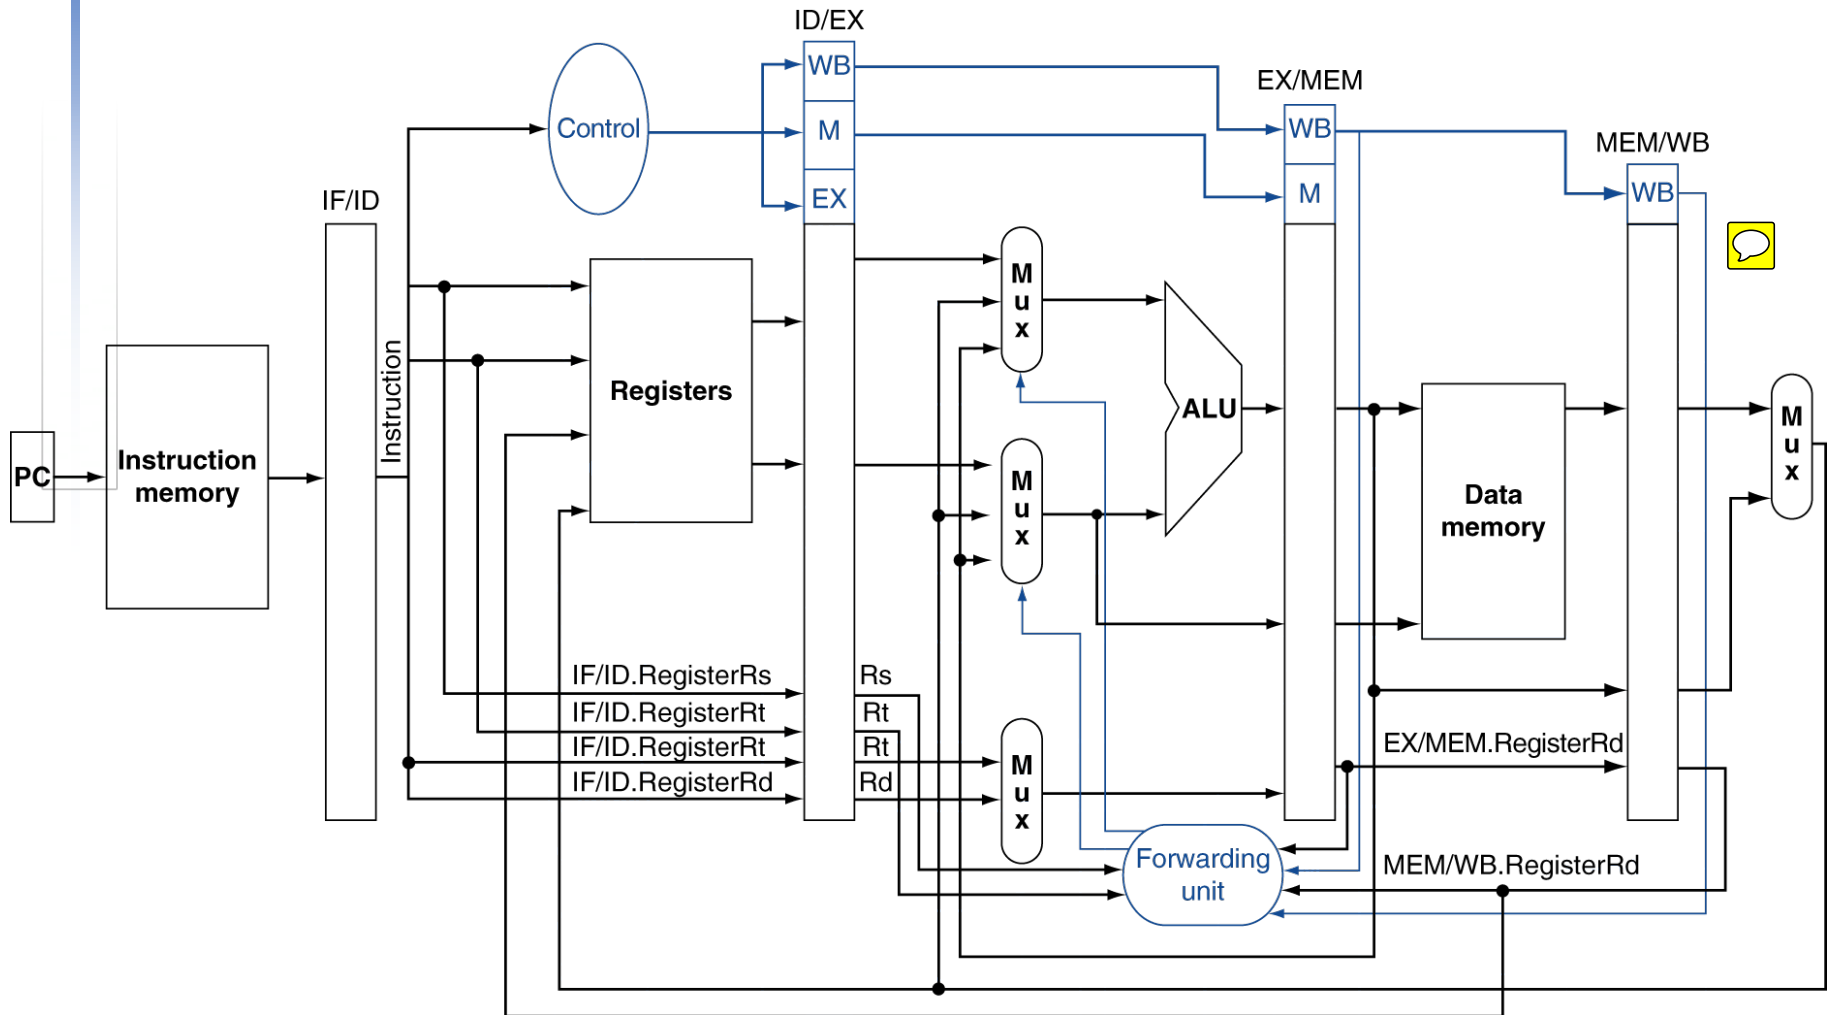 ID/EX
WB
EX/MEM
Control
M
WB
MEM/WB
IF/ID
EX
M
WB
M
u
x
Instruction
Registers
ALU
M
u
x
PC
Instruction
memory
M
u
x
Data
memory
IF/ID.RegisterRs
Rs
IF/ID.RegisterRt
Rt
IF/ID.RegisterRt
Rt
IF/ID.RegisterRd
Rd
M
u
x
EX/MEM.RegisterRd
Forwarding
unit
MEM/WB.RegisterRd